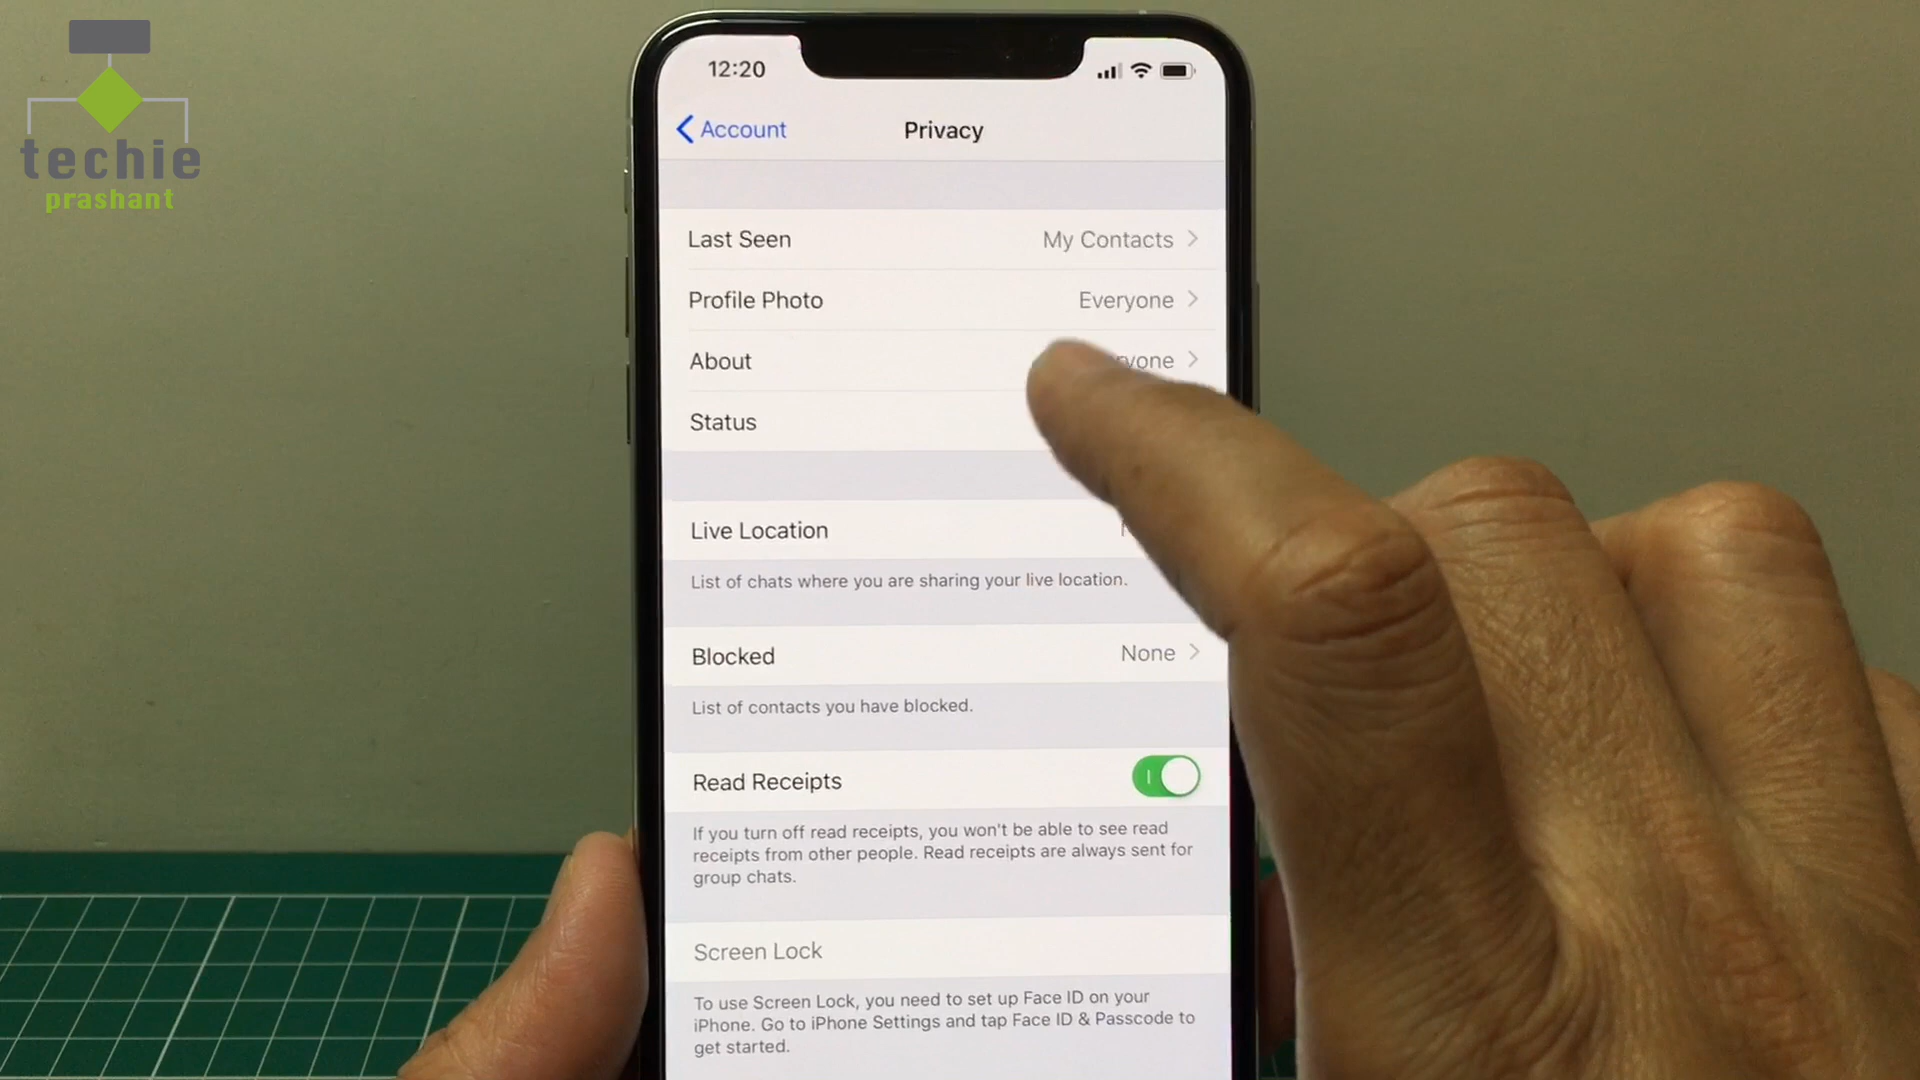 techie
prashant
12:20
Account
Privacy
Last Seen
My Contacts
Profile Photo
Everyone
About
Status
Live Location
List of chats where you are sharing your live location.
Blocked
None
List of contacts you have blocked.
Read Receipts
If you turn off read receipts, you won't be able to see read
receipts from other people. Read receipts are always sent for
group chats.
Screen Lock
To use Screen Lock, you need to set up Face ID on your
iPhone. Go to iPhone Settings and tap Face ID & Passcode to
get started.